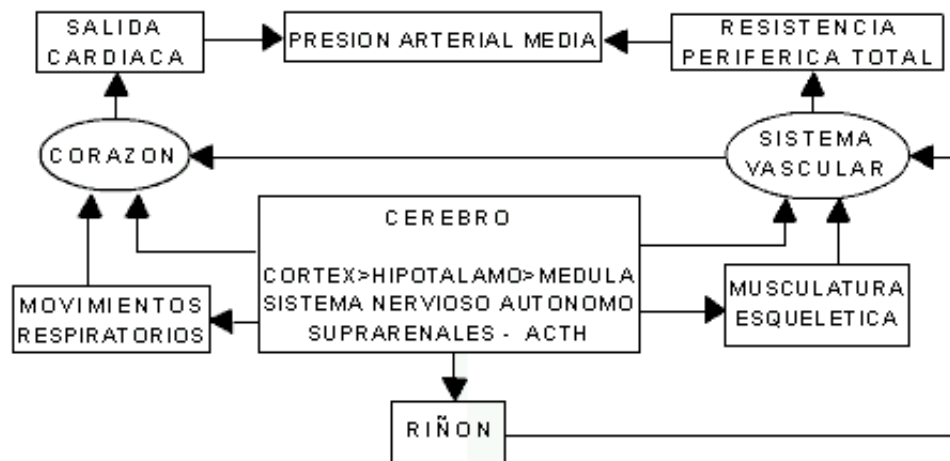 SALIDA
CARDIACA
PRESION ARTERIAL MEDIA
RESISTENCIA
PERIFERICA TOTAL
CORAZON
SISTEMA
VASCULAR
CEREBRO
CORTEX>HIPOTALAMO>MEDULA
SISTEMA NERVIOSO AUTONOMO
SUPRARENALES - ACTH
MOVIMIENTOS
RESPIRATORIOS
MUSCULATURA
ESQUELETICA
RIÑON